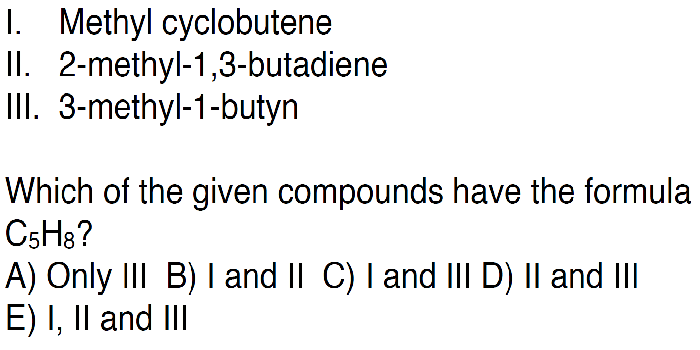 I. Methyl cyclobutene
II. 2-methyl-1,3-butadiene
III. 3-methyl-1-butyn
Which of the given compounds have the formula
C₅H₈?
A) Only III B) I and II C) I and III D) II and III
E) I, II and III